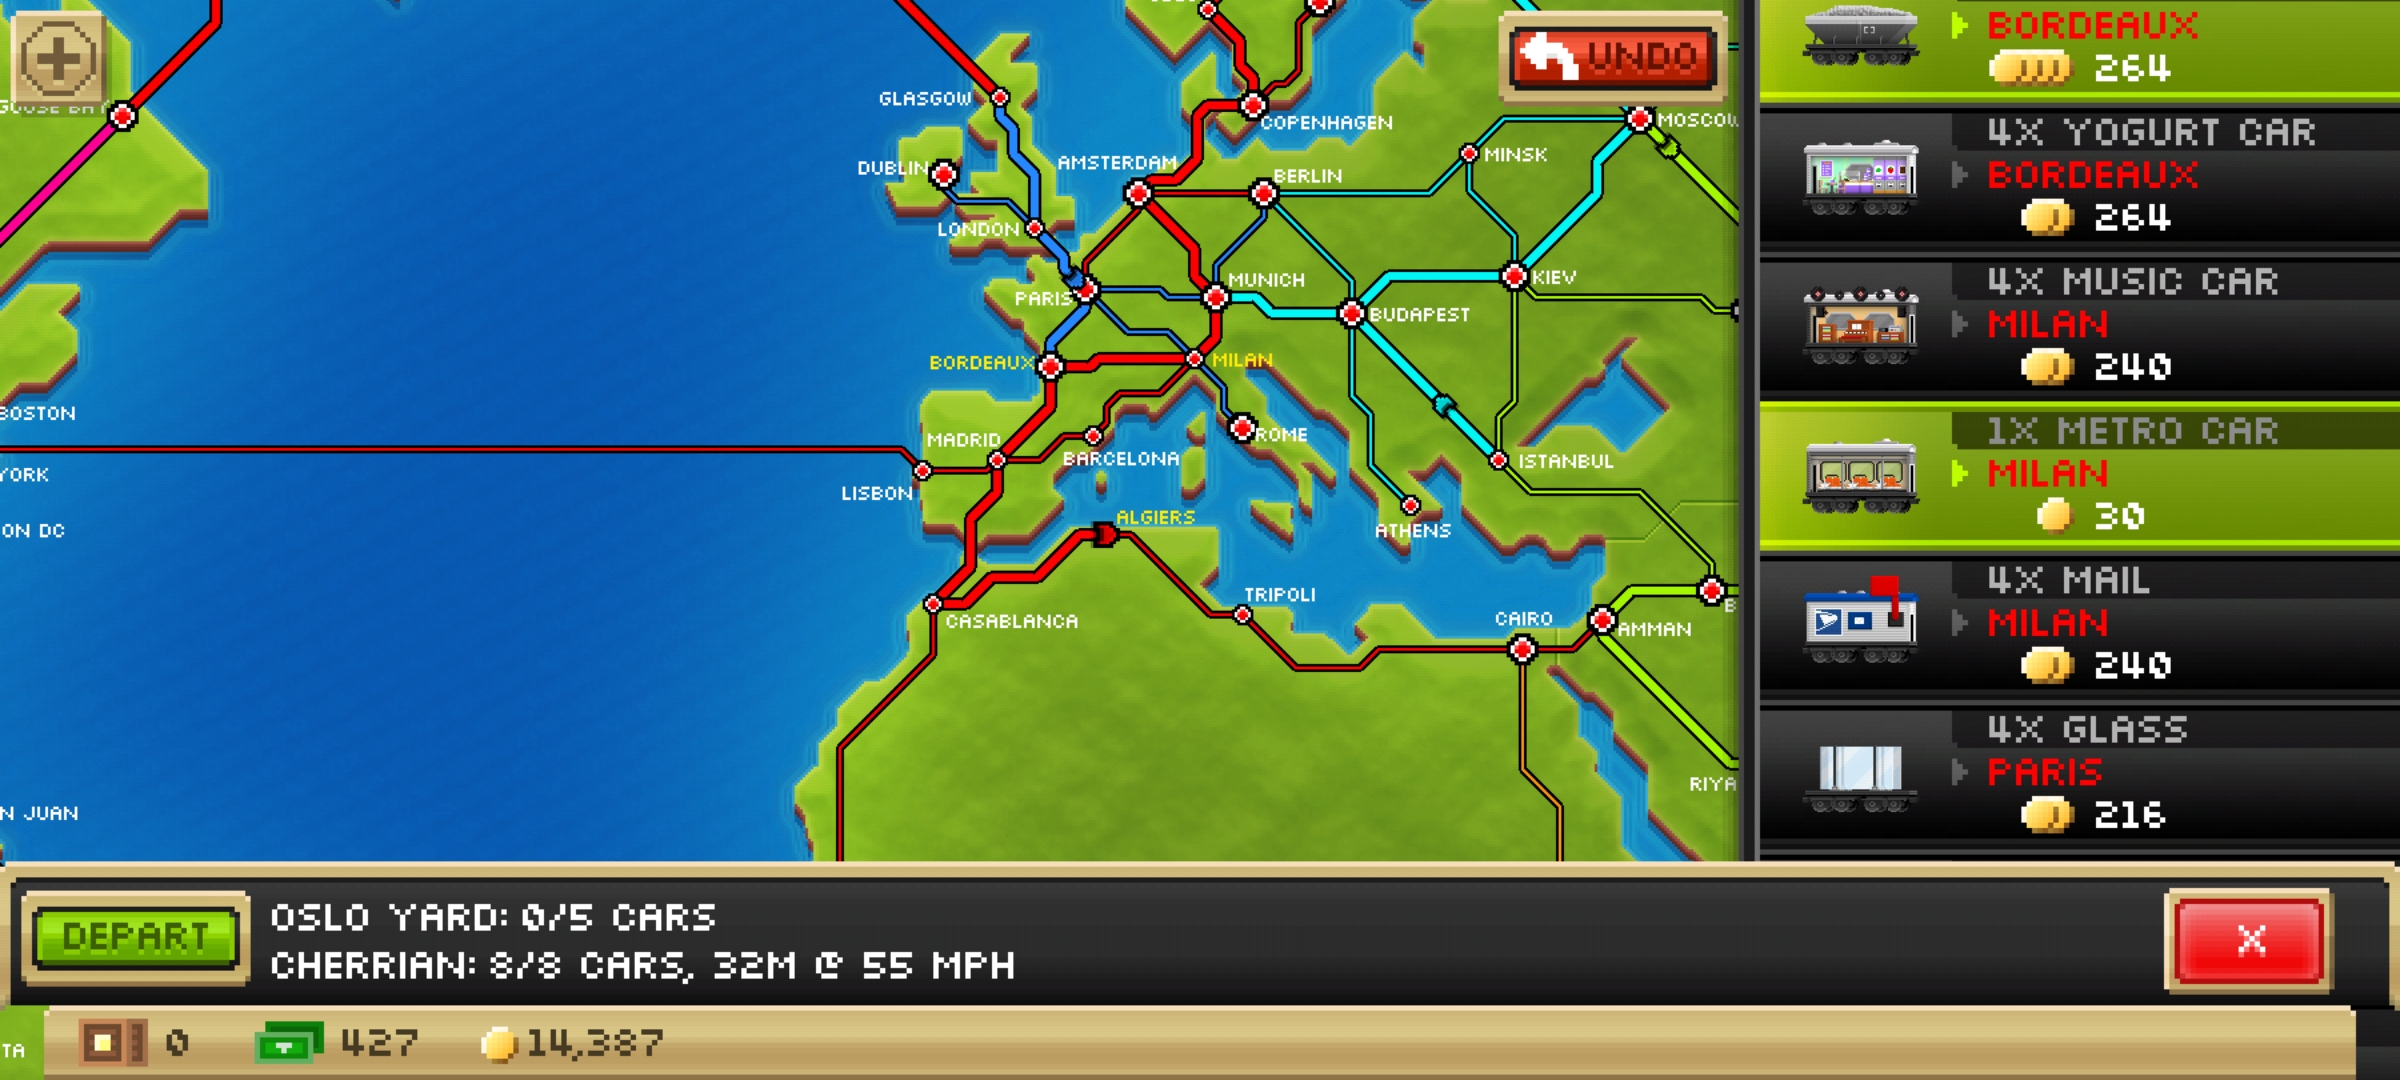 GOOSE BAY
GLASGOW
DUBLIN
LONDON
AMSTERDAM
COPENHAGEN
BERLIN
MINSK
MOSCOW
PARIS
MUNICH
BUDAPEST
KIEV
BORDEAUX
MILAN
MADRID
BARCELONA
ROME
LISBON
ISTANBUL
ATHENS
ALGIERS
CASABLANCA
TRIPOLI
CAIRO
AMMAN
B
RIYA
BOSTON
YORK
ON DC
N JUAN
UNDO
BORDEAUX
264
4X YOGURT CAR
BORDEAUX
264
4X MUSIC CAR
MILAN
240
1X METRO CAR
MILAN
30
4X MAIL
MILAN
240
4X GLASS
PARIS
216
DEPART
OSLO YARD: 0/5 CARS
CHERRIAN: 8/8 CARS, 32M @ 55 MPH
X
TA
0
427
14,387